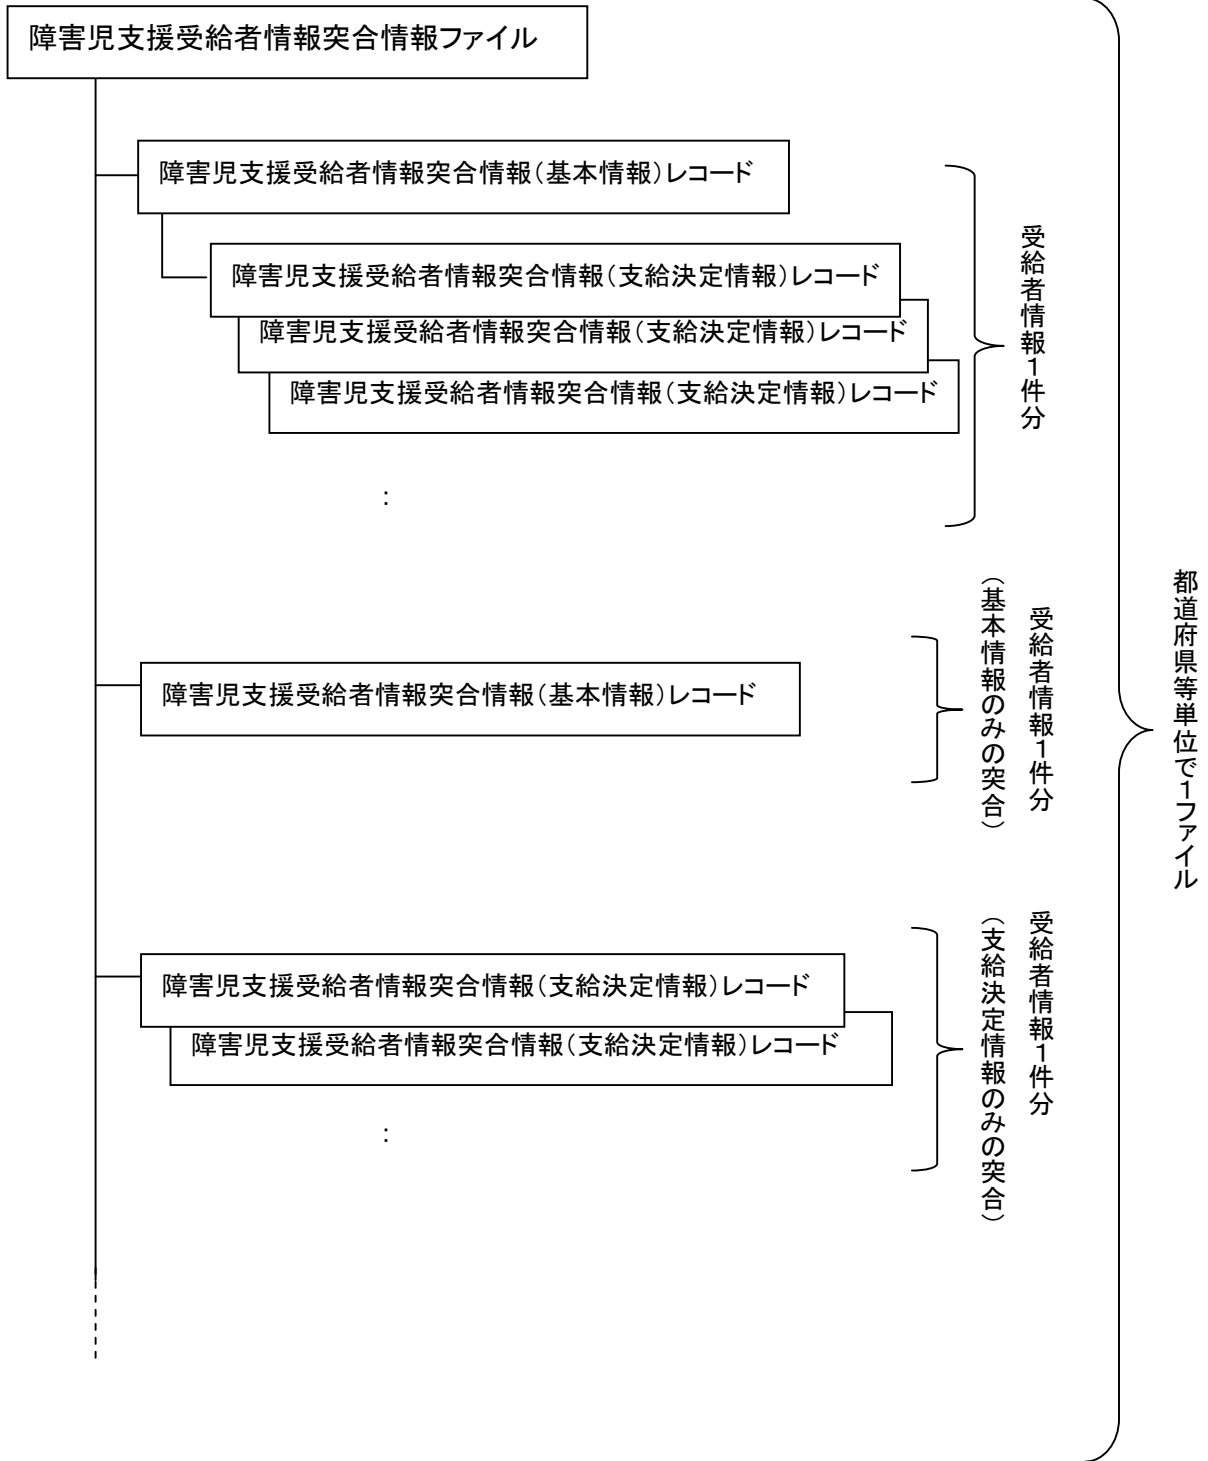 障害児支援受給者情報突合情報ファイル
障害児支援受給者情報突合情報（基本情報）レコード
障害児支援受給者情報突合情報（支給決定情報）レコード
障害児支援受給者情報突合情報（支給決定情報）レコード
障害児支援受給者情報突合情報（支給決定情報）レコード
：
受給者情報１件分
障害児支援受給者情報突合情報（基本情報）レコード
受給者情報１件分
（基本情報のみの突合）
障害児支援受給者情報突合情報（支給決定情報）レコード
障害児支援受給者情報突合情報（支給決定情報）レコード
：
受給者情報１件分
（支給決定情報のみの突合）
都道府県等単位で１ファイル